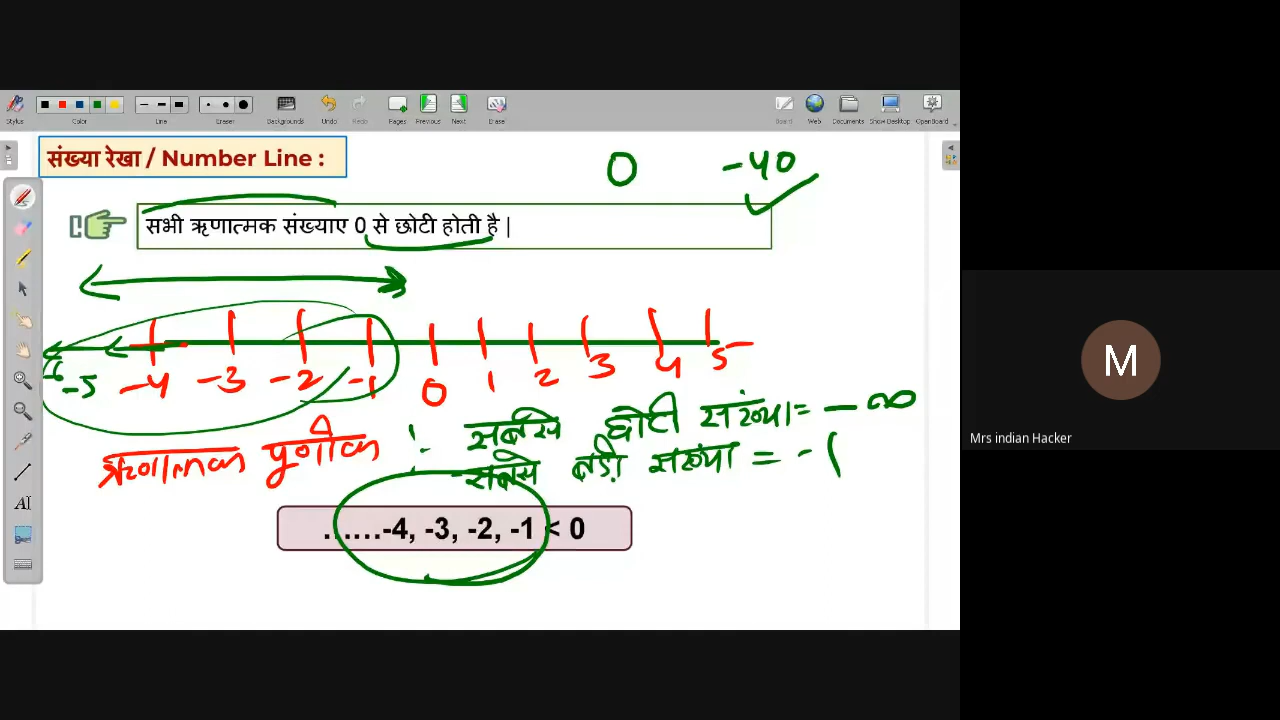 Stylus Color Line Eraser Backgrounds Undo Redo Pages Previous Next Erase Board Web Documents Show Desktop OpenBoard
संख्या रेखा / Number Line :
0 -40
सभी ऋणात्मक संंख्याए 0 से छोटी होती है |
-6 -5 -4 -3 -2 -1 0 1 2 3 4 5
ऋणात्मक पूर्णांक : सबसे छोटी संख्या = -∞
सबसे बड़ी संख्या = -1
......-4, -3, -2, -1 < 0
M
Mrs indian Hacker